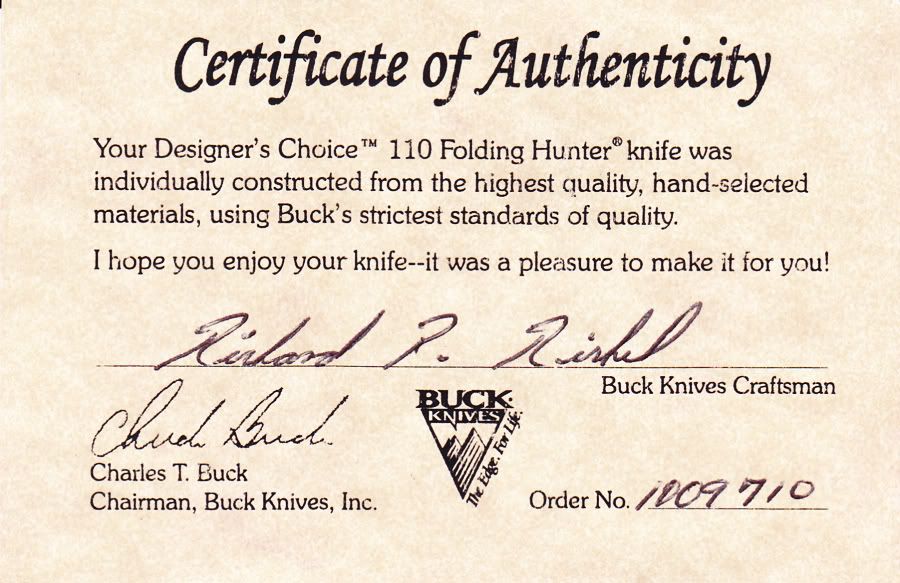 Certificate of Authenticity
Your Designer's Choice™ 110 Folding Hunter® knife was
individually constructed from the highest quality, hand-selected
materials, using Buck's strictest standards of quality.
I hope you enjoy your knife--it was a pleasure to make it for you!
Richard R.
Buck Knives Craftsman
Chuck Buck
Charles T. Buck
Chairman, Buck Knives, Inc.
BUCK
KNIVES
The Edge. For Life.
Order No. 1009710